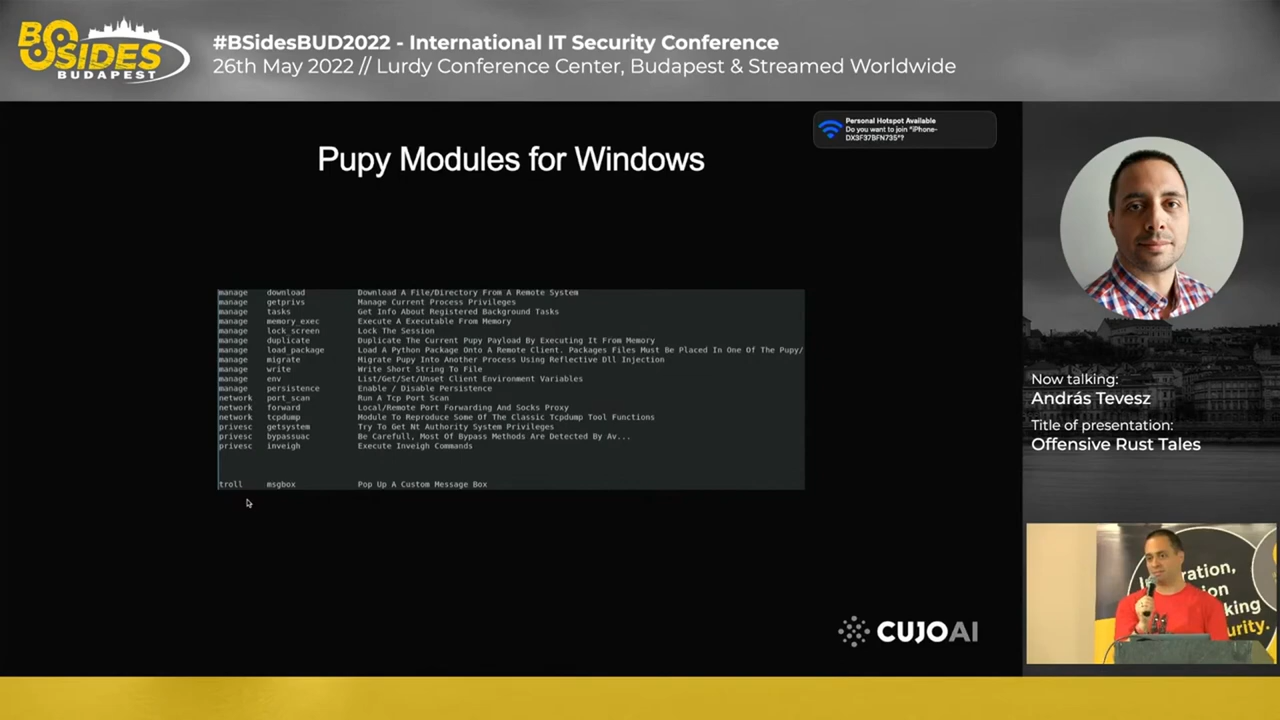 BSIDES
BUDAPEST
#BSidesBUD2022 - International IT Security Conference
26th May 2022 // Lurdy Conference Center, Budapest & Streamed Worldwide
Personal Hotspot Available
Do you want to join "iPhone-
DX3F37BFN735"?
Pupy Modules for Windows
manage download Download A File/Directory From A Remote System
manage getprivs Manage Current Process Privileges
manage tasks Get Info About Registered Background Tasks
manage memory_exec Execute A Executable From Memory
manage lock_screen Lock The Session
manage duplicate Duplicate The Current Pupy Payload By Executing It From Memory
manage load_package Load A Python Package Onto A Remote Client. Packages Files Must Be Placed In One Of The Pupy/
manage migrate Migrate Pupy Into Another Process Using Reflective Dll Injection
manage write Write Short String To File
manage env List/Get/Set/Unset Client Environment Variables
manage persistence Enable / Disable Persistence
network port_scan Run A Tcp Port Scan
network forward Local/Remote Port Forwarding And Socks Proxy
network tcpdump Module To Reproduce Some Of The Classic Tcpdump Tool Functions
privesc getsystem Try To Get Nt Authority System Privileges
privesc bypassuac Be Carefull, Most Of Bypass Methods Are Detected By Av...
privesc inveigh Execute Inveigh Commands
troll msgbox Pop Up A Custom Message Box
CUJOAI
Now talking:
András Tevesz
Title of presentation:
Offensive Rust Tales